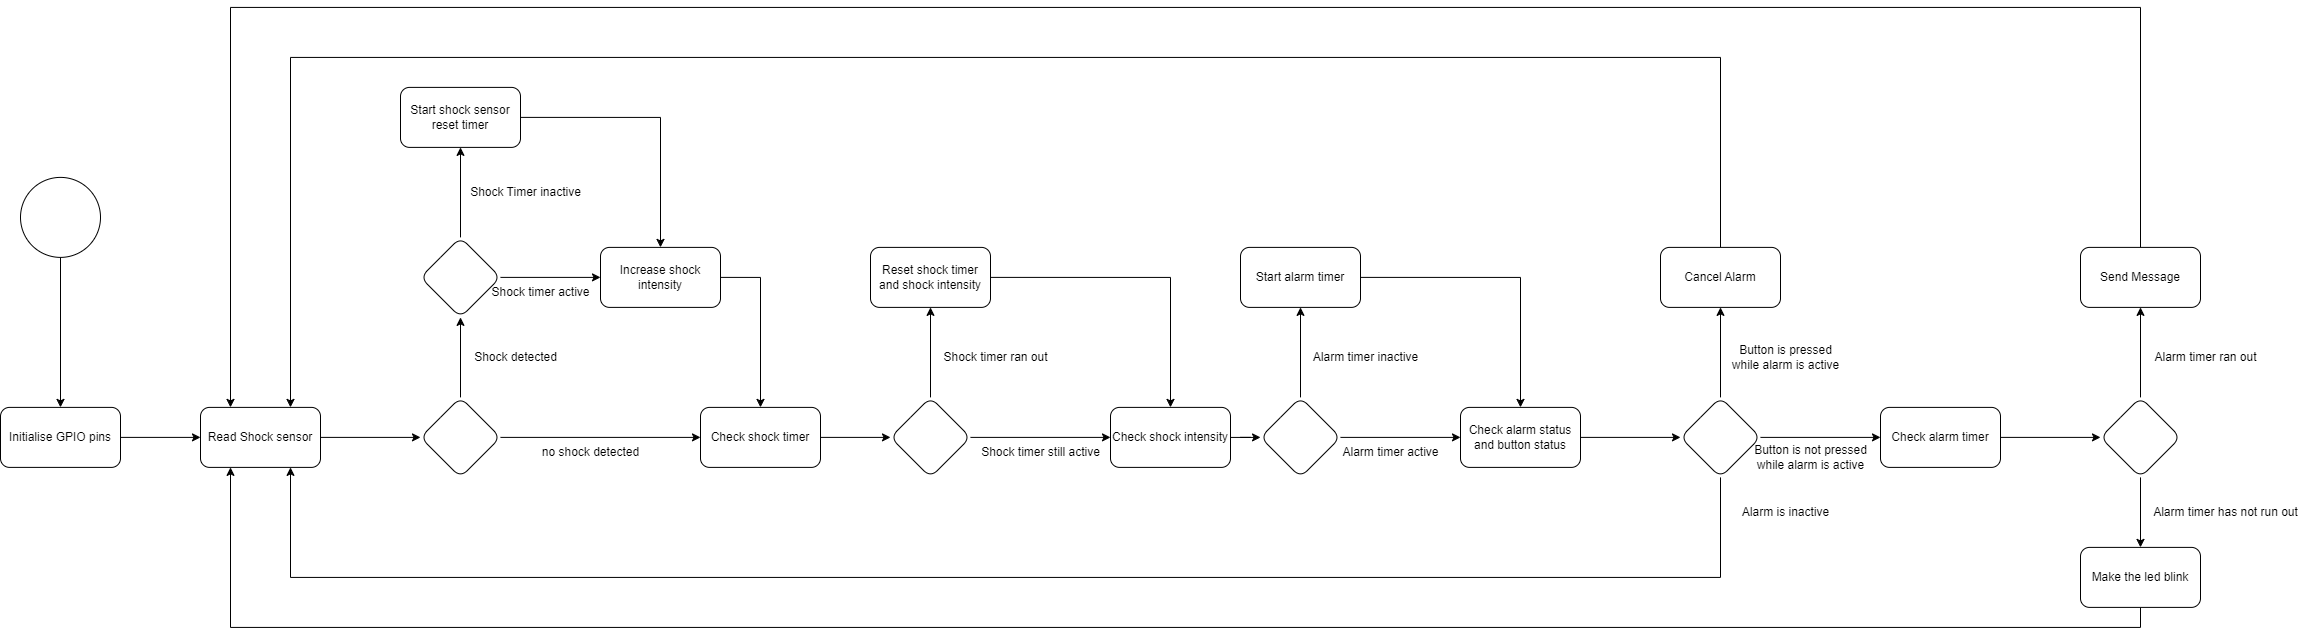 Start shock sensor
reset timer
Shock Timer inactive
Increase shock
intensity
Shock timer active
Shock detected
Initialise GPIO pins
Read Shock sensor
no shock detected
Check shock timer
Reset shock timer
and shock intensity
Shock timer ran out
Shock timer still active
Check shock intensity
Start alarm timer
Alarm timer inactive
Alarm timer active
Check alarm status
and button status
Cancel Alarm
Button is pressed
while alarm is active
Button is not pressed
while alarm is active
Alarm is inactive
Check alarm timer
Send Message
Alarm timer ran out
Alarm timer has not run out
Make the led blink